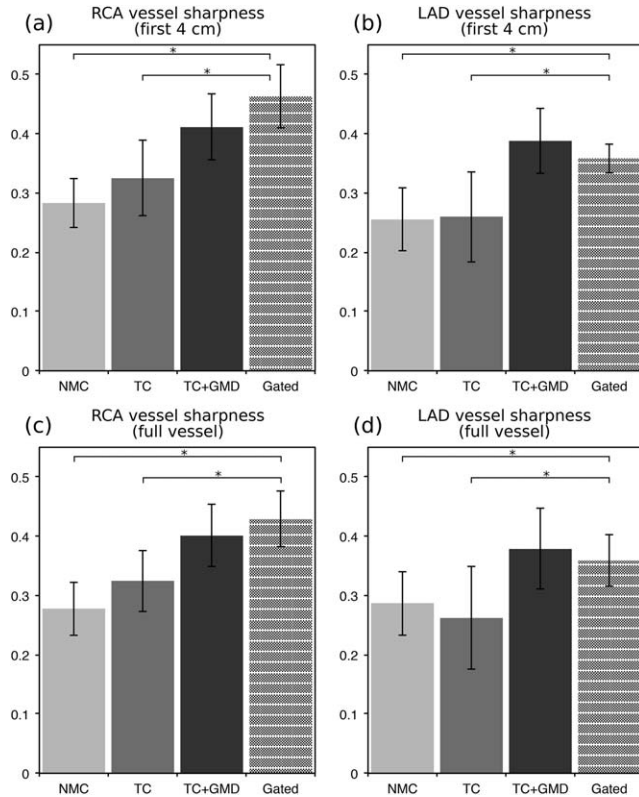 (a)
RCA vessel sharpness
(first 4 cm)
*
*
0.5
0.4
0.3
0.2
0.1
0
NMC TC TC+GMD Gated
(b)
LAD vessel sharpness
(first 4 cm)
*
*
0.5
0.4
0.3
0.2
0.1
0
NMC TC TC+GMD Gated
(c)
RCA vessel sharpness
(full vessel)
*
*
0.5
0.4
0.3
0.2
0.1
0
NMC TC TC+GMD Gated
(d)
LAD vessel sharpness
(full vessel)
*
*
0.5
0.4
0.3
0.2
0.1
0
NMC TC TC+GMD Gated